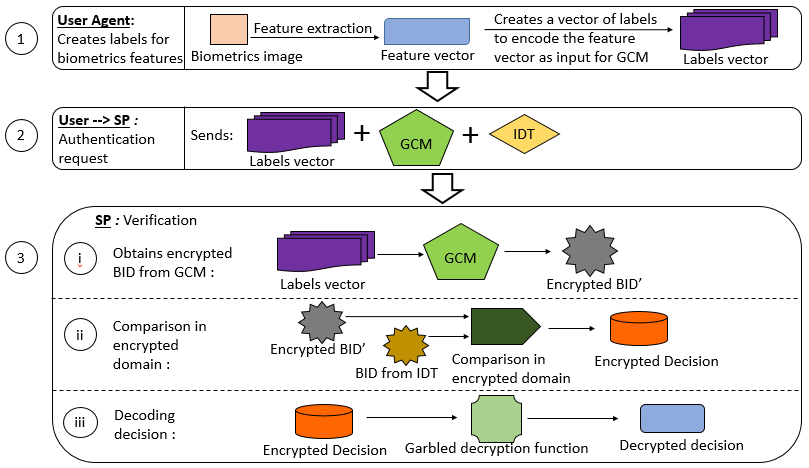 1
User Agent:
Creates labels for
biometrics features
Biometrics image
Feature extraction
Feature vector
Creates a vector of labels
to encode the feature
vector as input for GCM
Labels vector
2
User --> SP :
Authentication
request
Sends:
Labels vector
+
GCM
+
IDT
3
SP : Verification
i
Obtains encrypted
BID from GCM :
Labels vector
GCM
Encrypted BID’
ii
Comparison in
encrypted
domain :
Encrypted BID’
BID from IDT
Comparison in
encrypted domain
Encrypted Decision
iii
Decoding
decision :
Encrypted Decision
Garbled decryption function
Decrypted decision